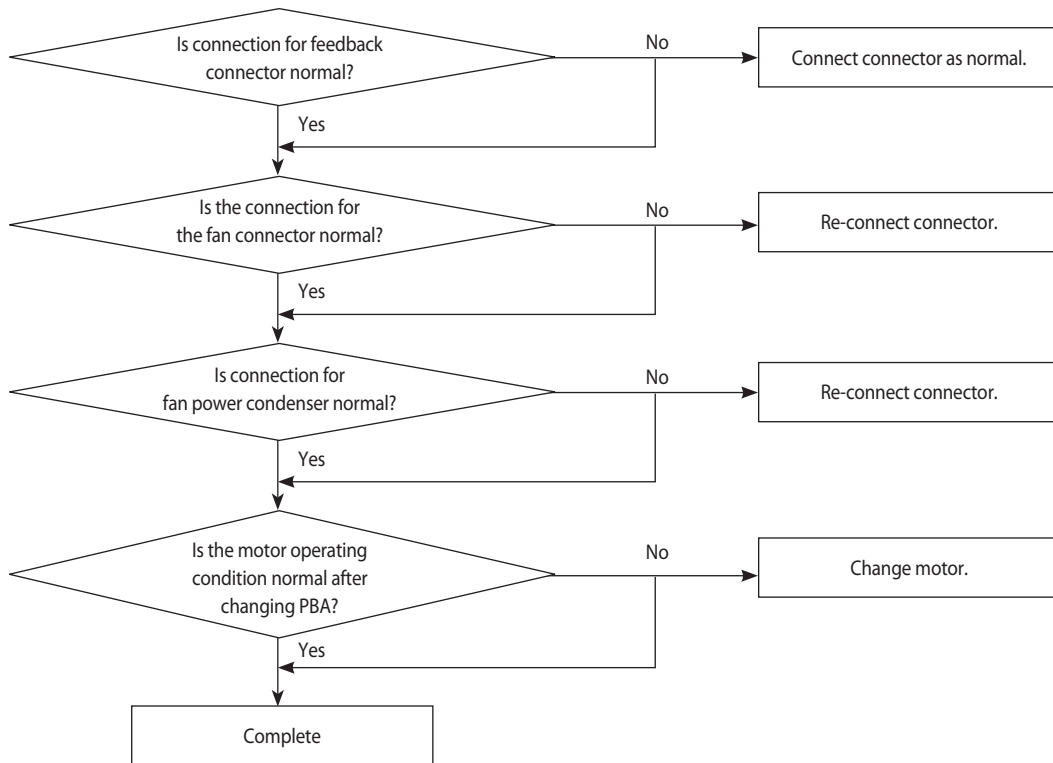 Is connection for feedback
connector normal?
No
Connect connector as normal.
Yes
Is the connection for
the fan connector normal?
No
Re-connect connector.
Yes
Is connection for
fan power condenser normal?
No
Re-connect connector.
Yes
Is the motor operating
condition normal after
changing PBA?
No
Change motor.
Yes
Complete